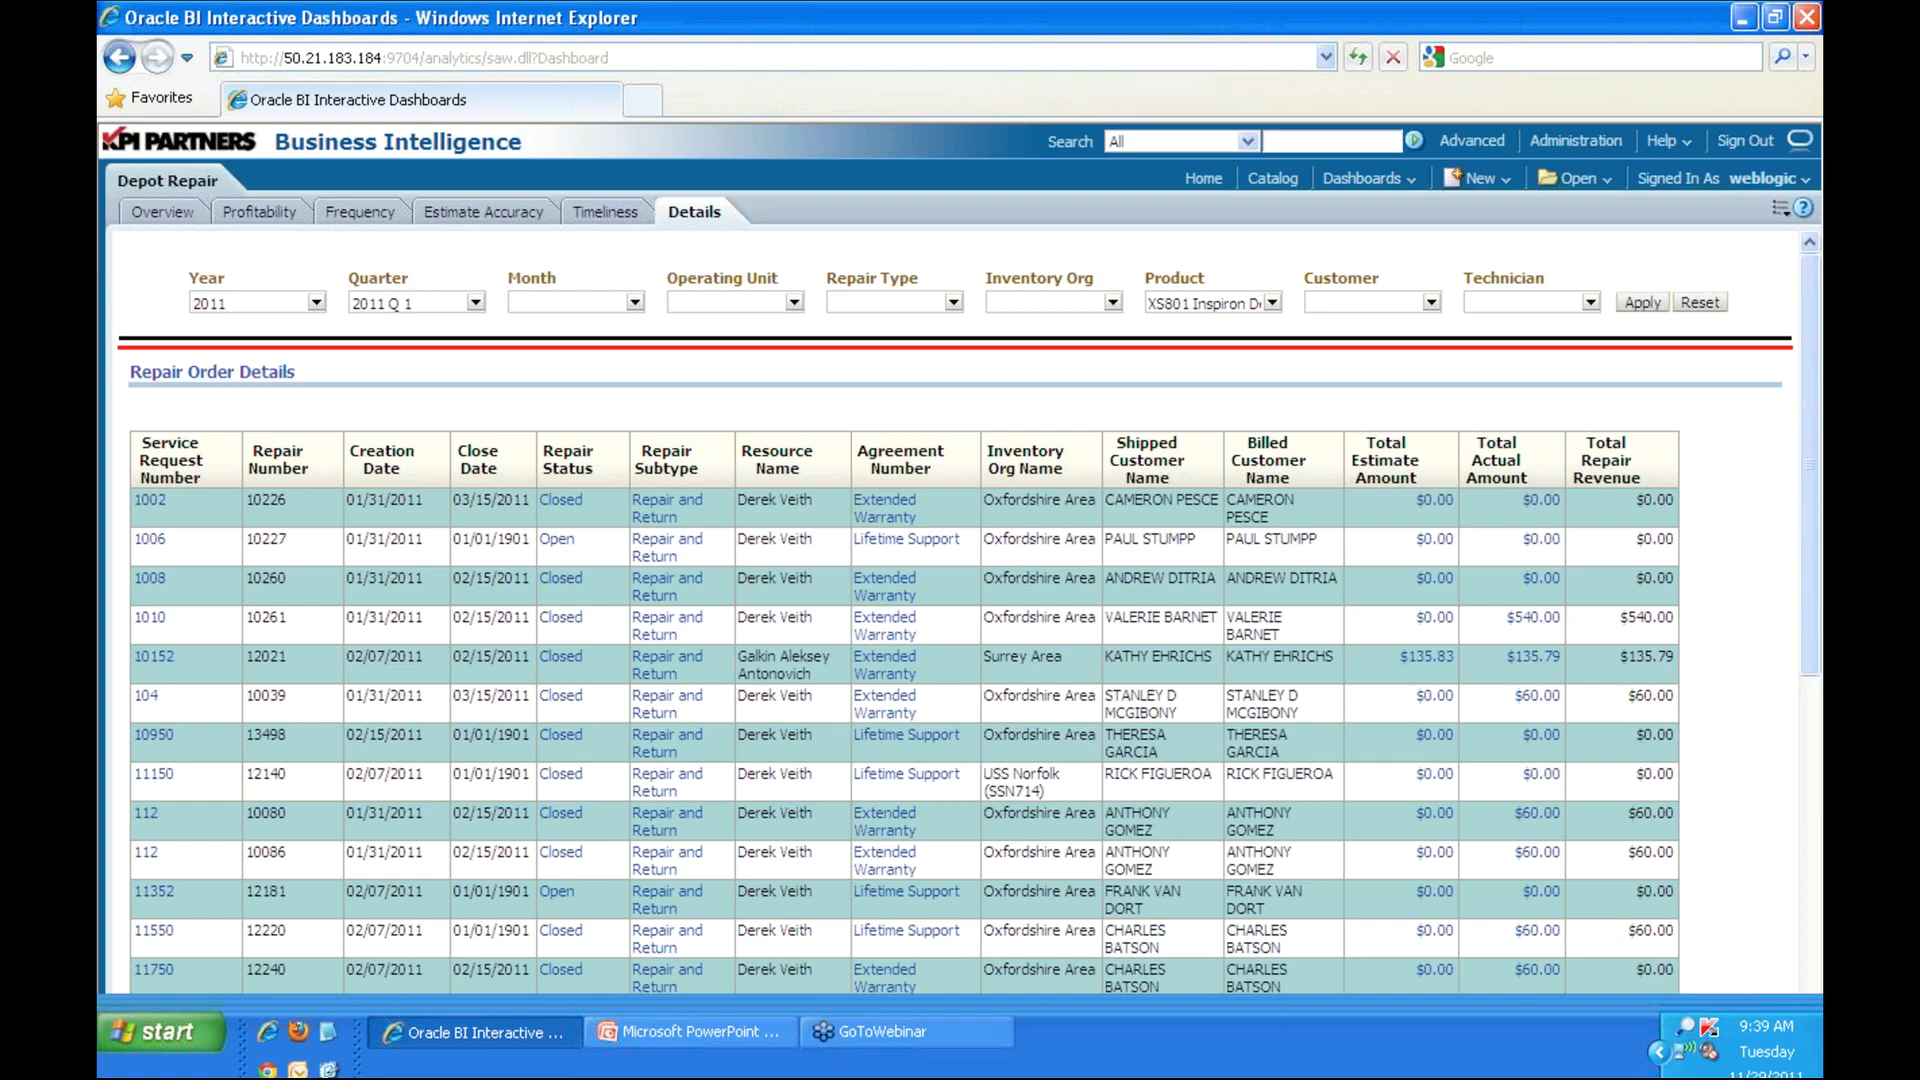 Oracle BI Interactive Dashboards - Windows Internet Explorer
http://50.21.183.184:9704/analytics/saw.dll?Dashboard
Google
Favorites
Oracle BI Interactive Dashboards
KPI PARTNERS Business Intelligence
Search All Advanced Administration Help Sign Out
Depot Repair
Home Catalog Dashboards New Open Signed In As weblogic
Overview Profitability Frequency Estimate Accuracy Timeliness Details
Year Quarter Month Operating Unit Repair Type Inventory Org Product Customer Technician
2011 2011 Q 1 XS801 Inspiron Apply Reset
Repair Order Details
Service Request Number Repair Number Creation Date Close Date Repair Status Repair Subtype Resource Name Agreement Number Inventory Org Name Shipped Customer Name Billed Customer Name Total Estimate Amount Total Actual Amount Total Repair Revenue
1002 10226 01/31/2011 03/15/2011 Closed Repair and Return Derek Veith Extended Warranty Oxfordshire Area CAMERON PESCE CAMERON PESCE $0.00 $0.00 $0.00
1006 10227 01/31/2011 01/01/1901 Open Repair and Return Derek Veith Lifetime Support Oxfordshire Area PAUL STUMPP PAUL STUMPP $0.00 $0.00 $0.00
1008 10260 01/31/2011 02/15/2011 Closed Repair and Return Derek Veith Extended Warranty Oxfordshire Area ANDREW DITRIA ANDREW DITRIA $0.00 $0.00 $0.00
1010 10261 01/31/2011 02/15/2011 Closed Repair and Return Derek Veith Extended Warranty Oxfordshire Area VALERIE BARNET VALERIE BARNET $0.00 $540.00 $540.00
10152 12021 02/07/2011 02/15/2011 Closed Repair and Return Galkin Aleksey Antonovich Extended Warranty Surrey Area KATHY EHRICHS KATHY EHRICHS $135.83 $135.79 $135.79
104 10039 01/31/2011 03/15/2011 Closed Repair and Return Derek Veith Extended Warranty Oxfordshire Area STANLEY D MCGIBONY STANLEY D MCGIBONY $0.00 $60.00 $60.00
10950 13498 02/15/2011 01/01/1901 Closed Repair and Return Derek Veith Lifetime Support Oxfordshire Area THERESA GARCIA THERESA GARCIA $0.00 $0.00 $0.00
11150 12140 02/07/2011 01/01/1901 Closed Repair and Return Derek Veith Lifetime Support USS Norfolk (SSN714) RICK FIGUEROA RICK FIGUEROA $0.00 $0.00 $0.00
112 10080 01/31/2011 02/15/2011 Closed Repair and Return Derek Veith Extended Warranty Oxfordshire Area ANTHONY GOMEZ ANTHONY GOMEZ $0.00 $60.00 $60.00
112 10086 01/31/2011 02/15/2011 Closed Repair and Return Derek Veith Extended Warranty Oxfordshire Area ANTHONY GOMEZ ANTHONY GOMEZ $0.00 $60.00 $60.00
11352 12181 02/07/2011 01/01/1901 Open Repair and Return Derek Veith Lifetime Support Oxfordshire Area FRANK VAN DORT FRANK VAN DORT $0.00 $0.00 $0.00
11550 12220 02/07/2011 01/01/1901 Closed Repair and Return Derek Veith Lifetime Support Oxfordshire Area CHARLES BATSON CHARLES BATSON $0.00 $60.00 $60.00
11750 12240 02/07/2011 02/15/2011 Closed Repair and Return Derek Veith Extended Warranty Oxfordshire Area CHARLES BATSON CHARLES BATSON $0.00 $60.00 $0.00
start Oracle BI Interactive ... Microsoft PowerPoint ... GoToWebinar 9:39 AM
Tuesday
11/29/2011